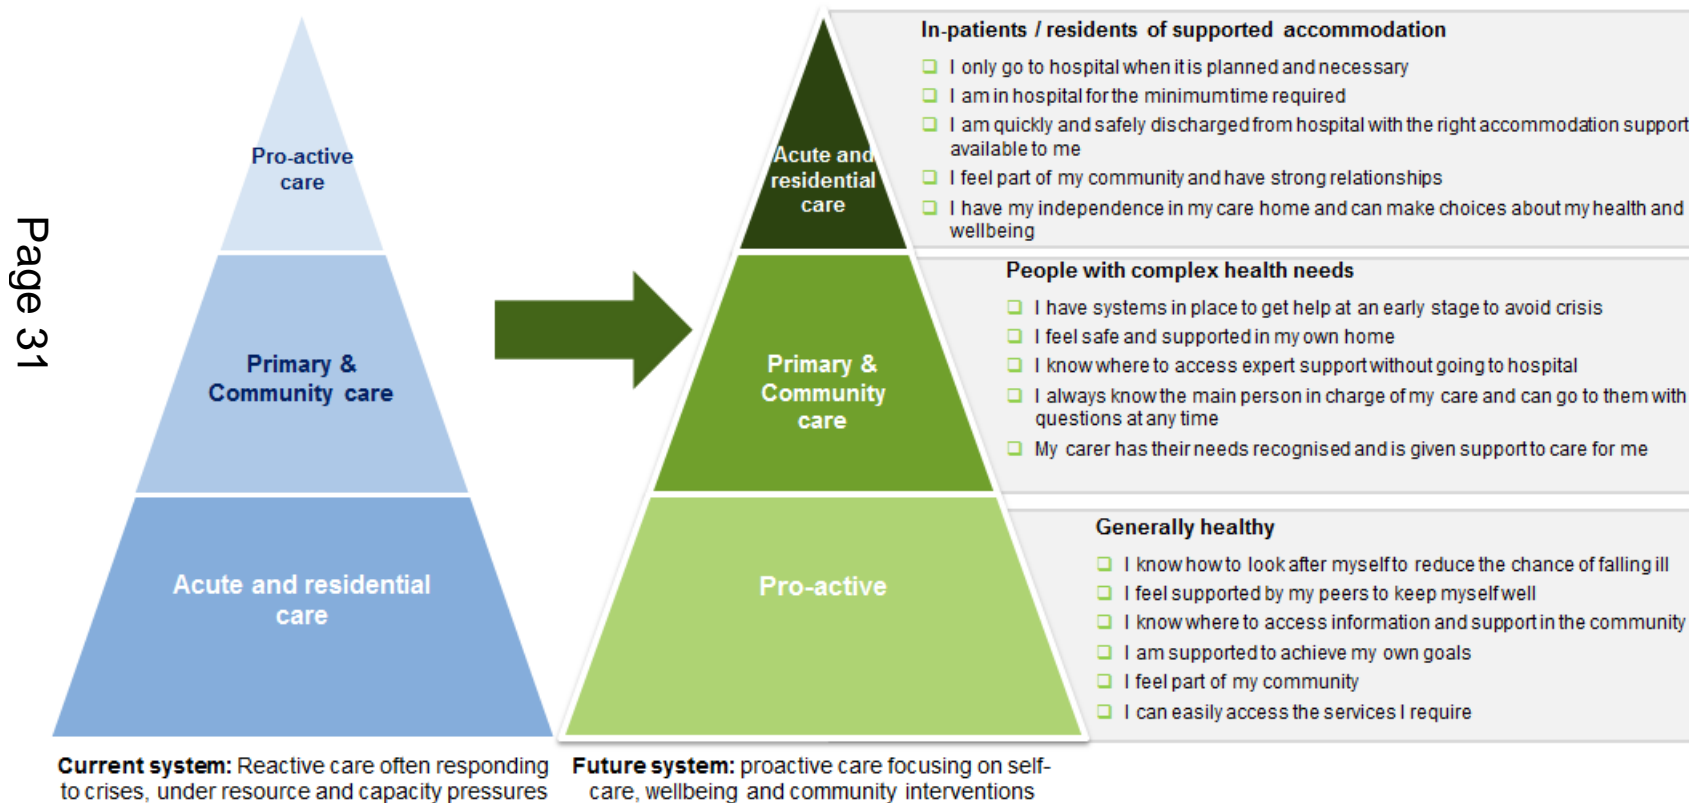 Page 31
Pro-active
care
Primary &
Community care
Acute and residential
care
Current system: Reactive care often responding
to crises, under resource and capacity pressures
Acute and
residential
care
Primary &
Community
care
Pro-active
Future system: proactive care focusing on self-
care, wellbeing and community interventions
In-patients / residents of supported accommodation
I only go to hospital when it is planned and necessary
I am in hospital for the minimum time required
I am quickly and safely discharged from hospital with the right accommodation support
available to me
I feel part of my community and have strong relationships
I have my independence in my care home and can make choices about my health and
wellbeing
People with complex health needs
I have systems in place to get help at an early stage to avoid crisis
I feel safe and supported in my own home
I know where to access expert support without going to hospital
I always know the main person in charge of my care and can go to them with
questions at any time
My carer has their needs recognised and is given support to care for me
Generally healthy
I know how to look after myself to reduce the chance of falling ill
I feel supported by my peers to keep myself well
I know where to access information and support in the community
I am supported to achieve my own goals
I feel part of my community
I can easily access the services I require